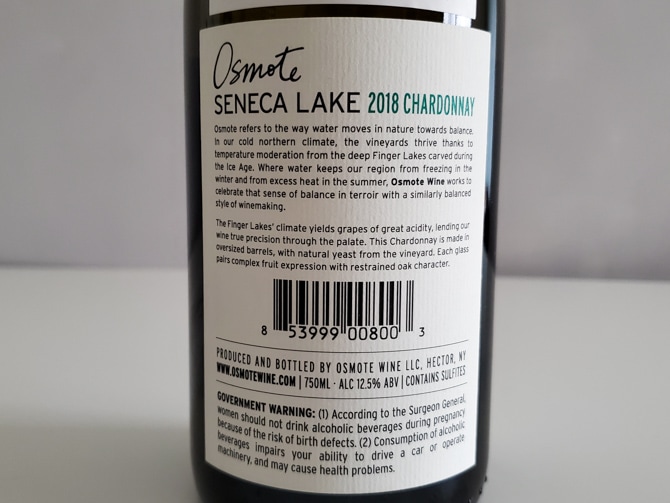 Osmote
SENECA LAKE 2018 CHARDONNAY
Osmote refers to the way water moves in nature towards balance.
In our cold northern climate, the vineyards thrive thanks to
temperature moderation from the deep Finger Lakes carved during
the Ice Age. Where water keeps our region from freezing in the
winter and from excess heat in the summer, Osmote Wine works to
celebrate that sense of balance in terroir with a similarly balanced
style of winemaking.
The Finger Lakes' climate yields grapes of great acidity, lending our
wine true precision through the palate. This Chardonnay is made in
oversized barrels, with natural yeast from the vineyard. Each glass
pairs complex fruit expression with restrained oak character.
8 53999 00800 3
PRODUCED AND BOTTLED BY OSMOTE WINE LLC, HECTOR, NY
WWW.OSMOTEWINE.COM | 750ML · ALC 12.5% ABV | CONTAINS SULFITES
GOVERNMENT WARNING: (1) According to the Surgeon General,
women should not drink alcoholic beverages during pregnancy
because of the risk of birth defects. (2) Consumption of alcoholic
beverages impairs your ability to drive a car or operate
machinery, and may cause health problems.